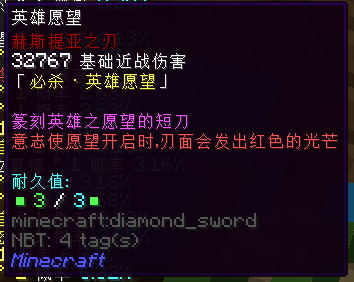 英雄愿望
赫斯提亚之刃
32767 基础近战伤害
「必杀·英雄愿望」
篆刻英雄之愿望的短刀
意志使愿望开启时,刃面会发出红色的光芒
耐久值:
3 / 3
minecraft:diamond_sword
NBT: 4 tag(s)
Minecraft